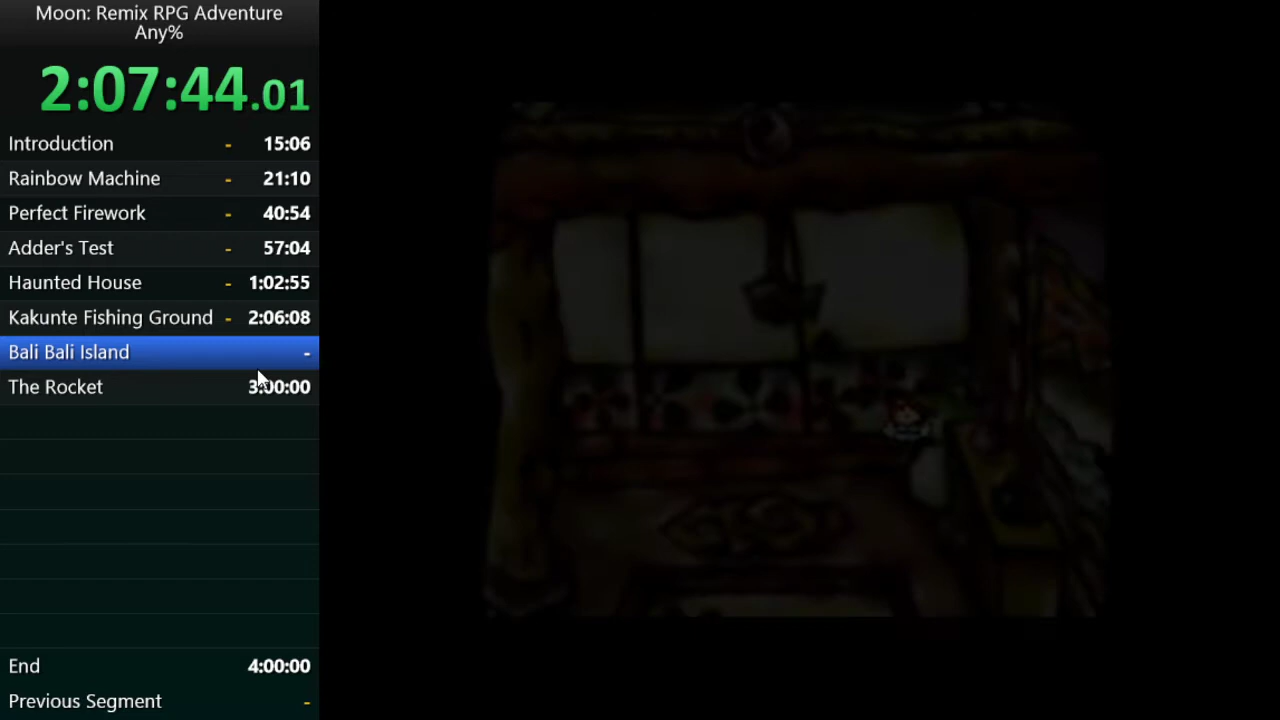 Moon: Remix RPG Adventure
Any%
2:07:44.01
Introduction - 15:06
Rainbow Machine - 21:10
Perfect Firework - 40:54
Adder's Test - 57:04
Haunted House - 1:02:55
Kakunte Fishing Ground - 2:06:08
Bali Bali Island -
The Rocket 3:00:00
End 4:00:00
Previous Segment -